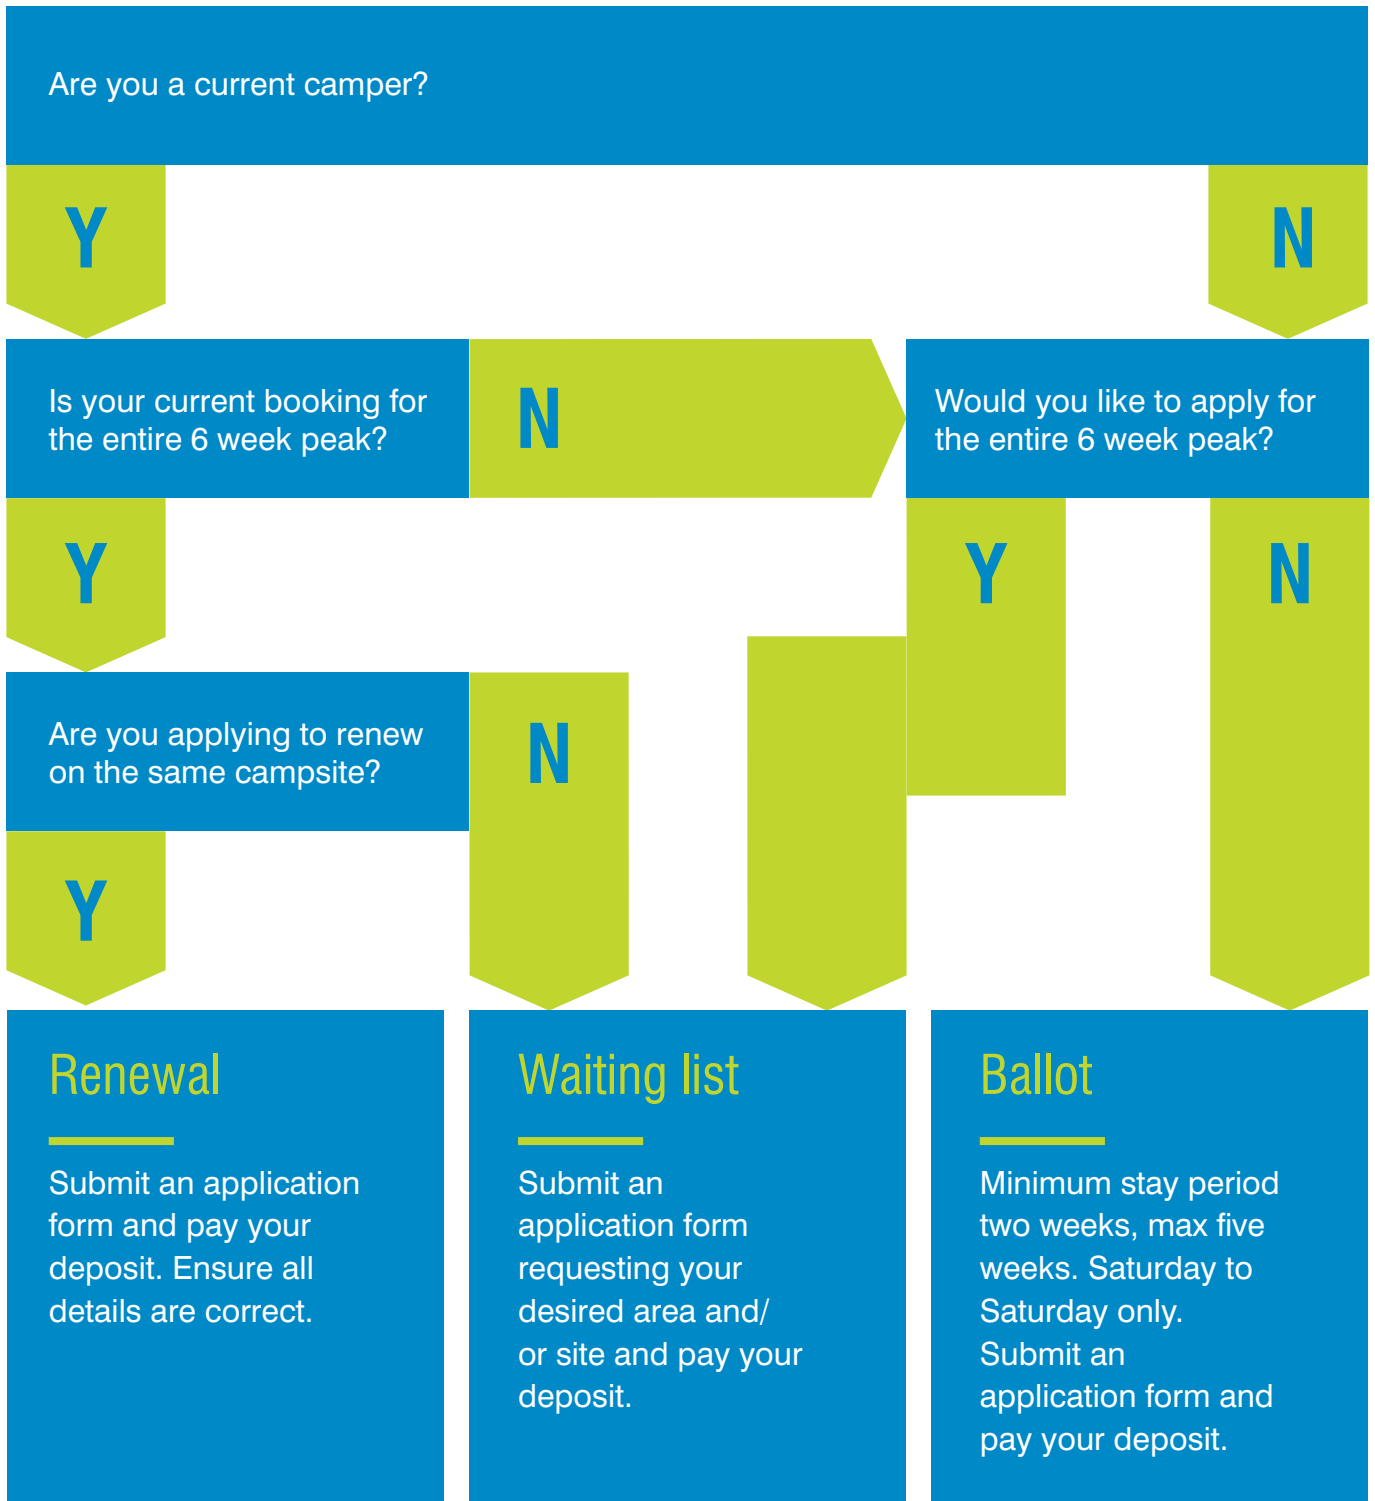 Are you a current camper?
Y
N
Is your current booking for
the entire 6 week peak?
N
Would you like to apply for
the entire 6 week peak?
Y
Y
N
Are you applying to renew
on the same campsite?
N
Y
Renewal
Submit an application
form and pay your
deposit. Ensure all
details are correct.
Waiting list
Submit an
application form
requesting your
desired area and/
or site and pay your
deposit.
Ballot
Minimum stay period
two weeks, max five
weeks. Saturday to
Saturday only.
Submit an
application form and
pay your deposit.